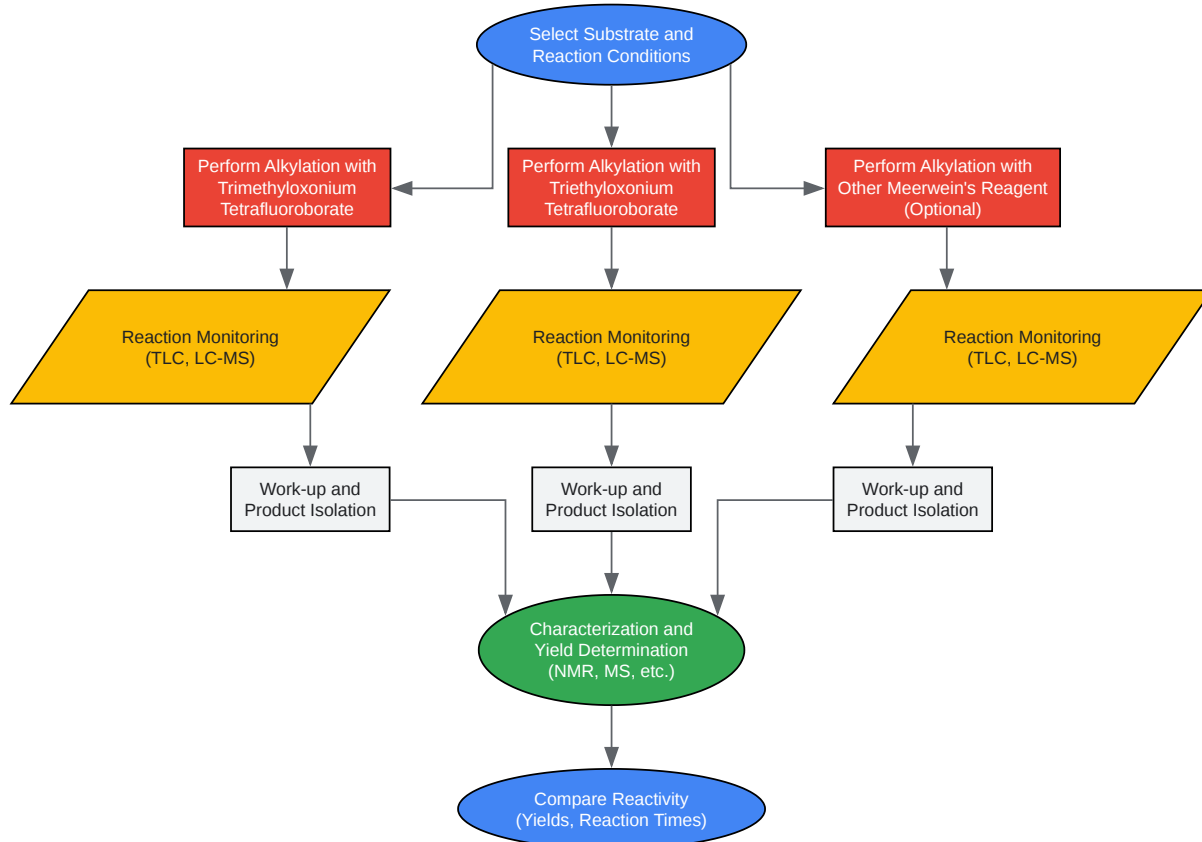 Select Substrate and
Reaction Conditions
Perform Alkylation with
Trimethyloxonium
Tetrafluoroborate
Perform Alkylation with
Triethyloxonium
Tetrafluoroborate
Perform Alkylation with
Other Meerwein's Reagent
(Optional)
Reaction Monitoring
(TLC, LC-MS)
Reaction Monitoring
(TLC, LC-MS)
Reaction Monitoring
(TLC, LC-MS)
Work-up and
Product Isolation
Work-up and
Product Isolation
Work-up and
Product Isolation
Characterization and
Yield Determination
(NMR, MS, etc.)
Compare Reactivity
(Yields, Reaction Times)